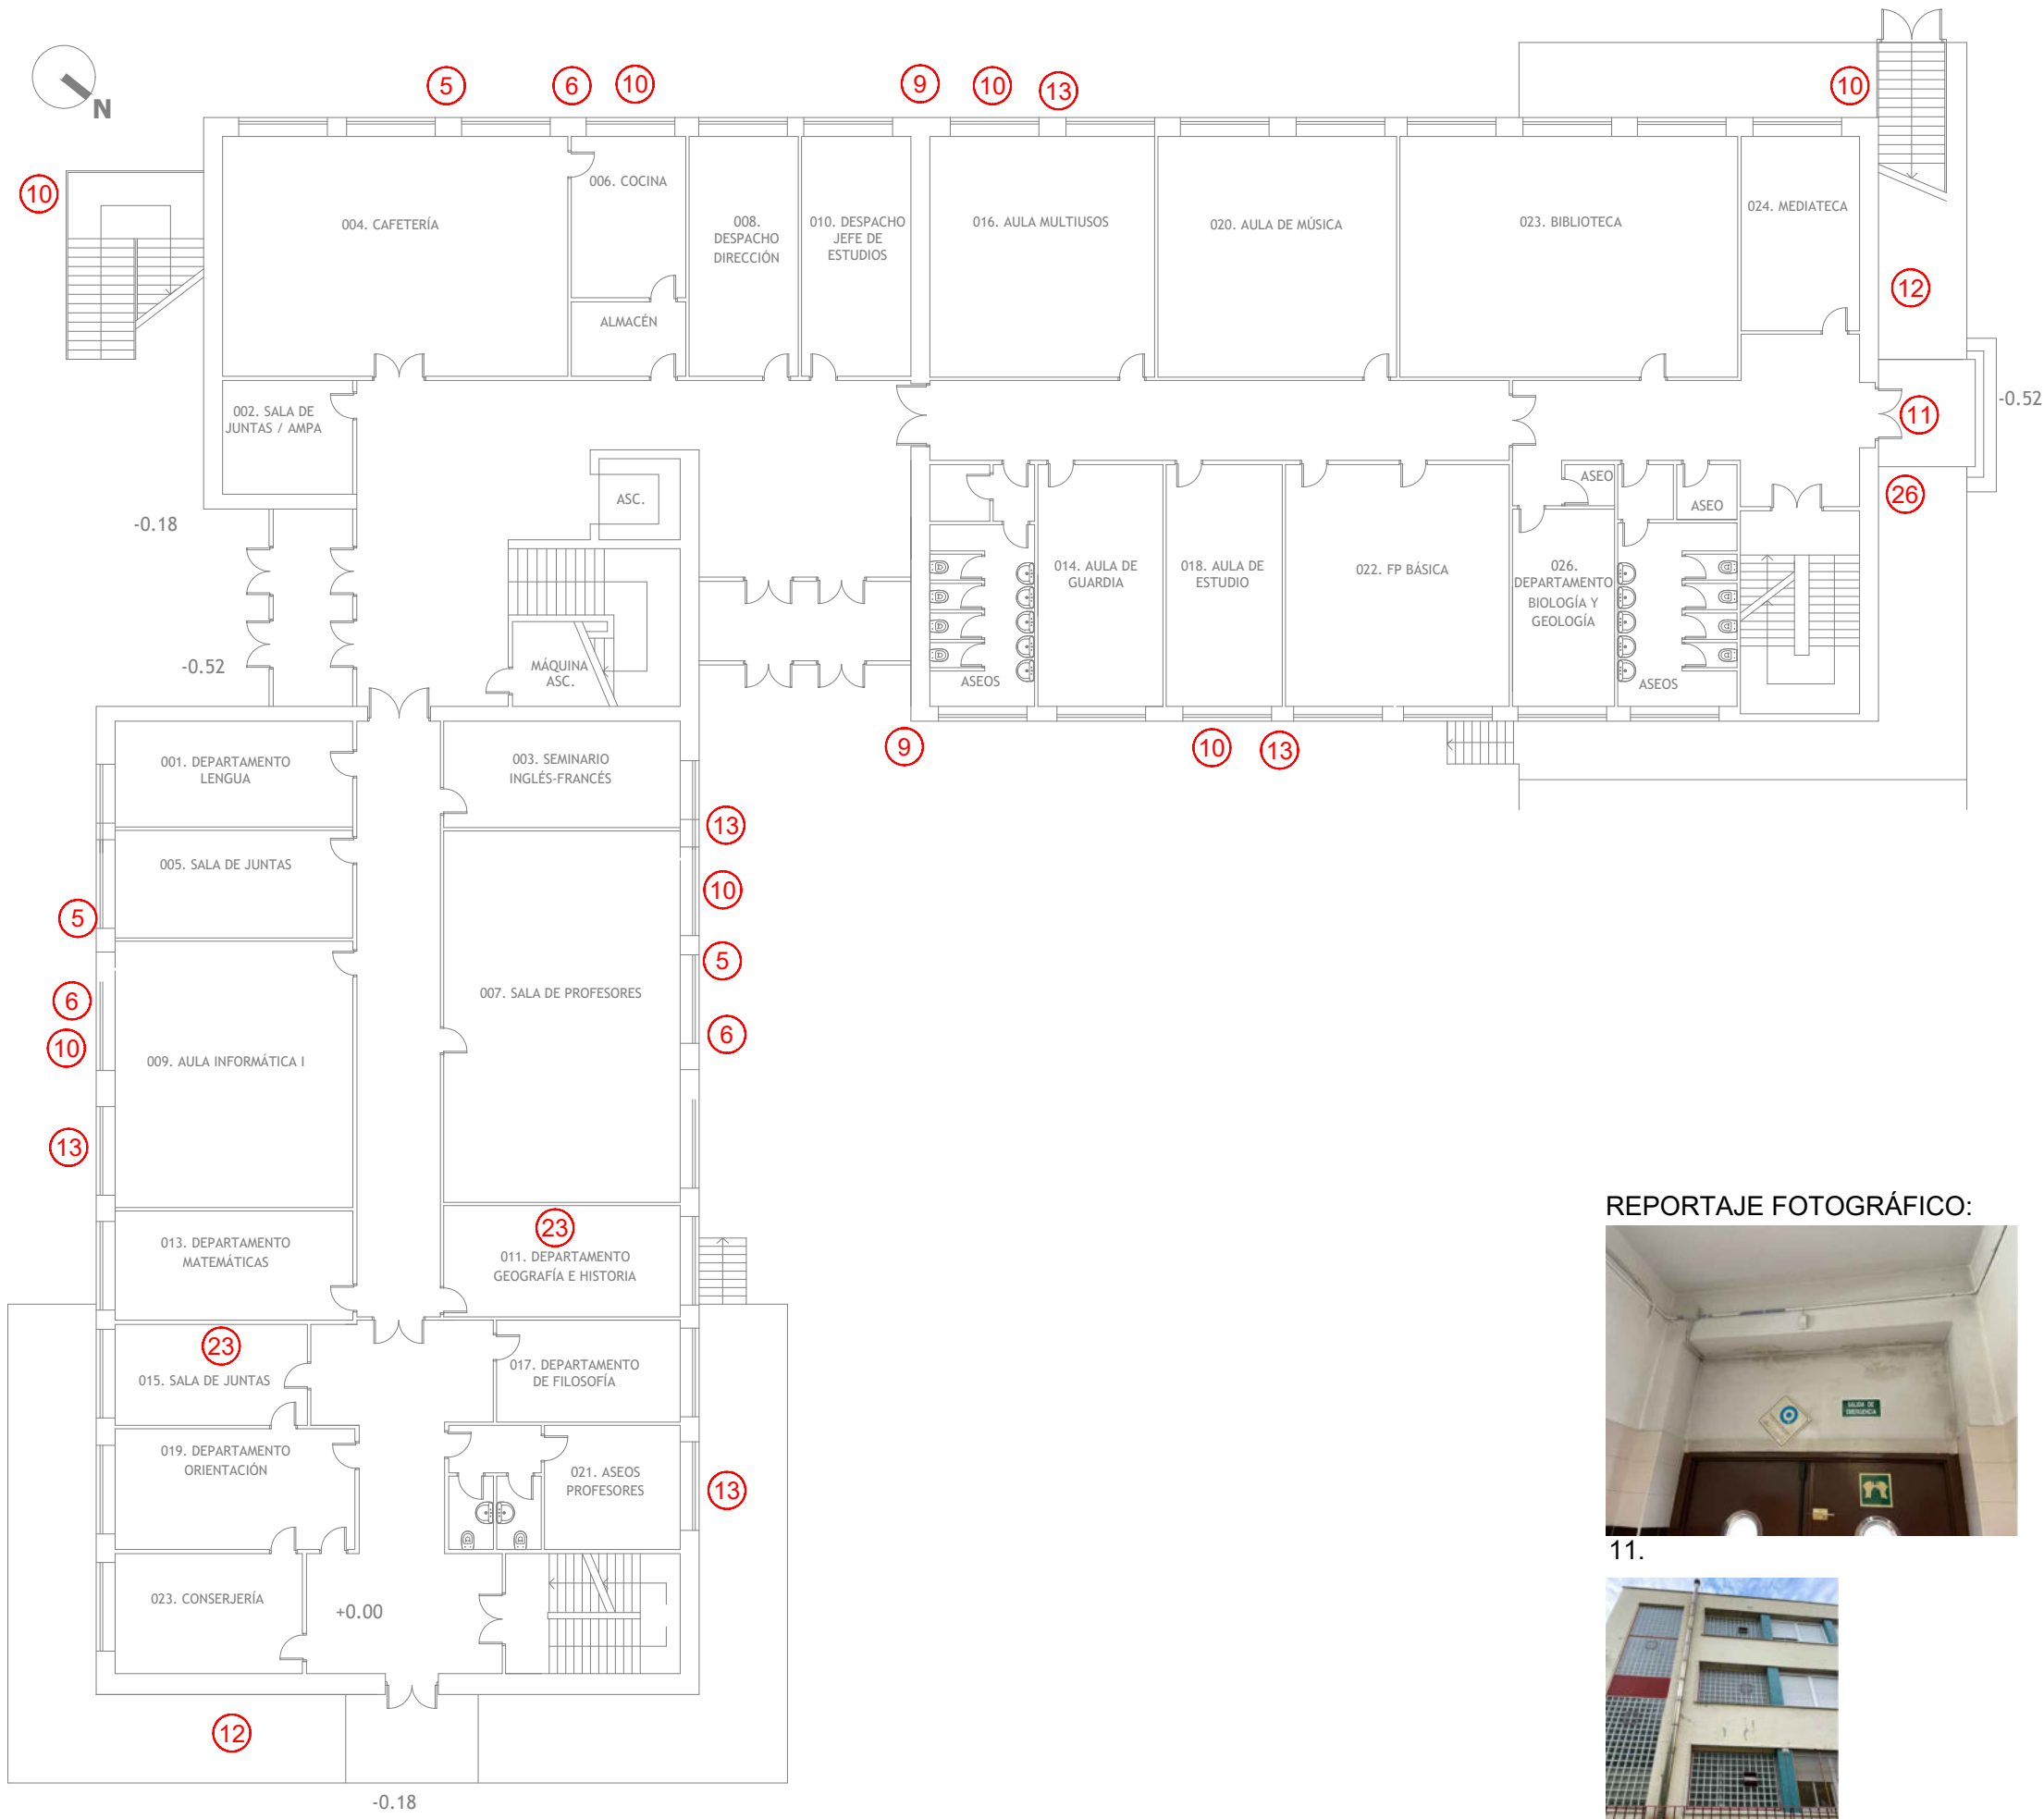 N
5
6
10
9
10
13
10
10
004. CAFETERÍA
006. COCINA
ALMACÉN
008.
DESPACHO
DIRECCIÓN
010. DESPACHO
JEFE DE
ESTUDIOS
016. AULA MULTIUSOS
020. AULA DE MÚSICA
023. BIBLIOTECA
024. MEDIATECA
12
002. SALA DE
JUNTAS / AMPA
-0.52
11
26
-0.18
ASC.
ASEO
ASEO
-0.52
MÁQUINA
ASC.
ASEOS
014. AULA DE
GUARDIA
018. AULA DE
ESTUDIO
022. FP BÁSICA
026.
DEPARTAMENTO
BIOLOGÍA Y
GEOLOGÍA
ASEOS
9
10
13
001. DEPARTAMENTO
LENGUA
003. SEMINARIO
INGLÉS-FRANCÉS
13
005. SALA DE JUNTAS
10
5
5
007. SALA DE PROFESORES
6
6
10
009. AULA INFORMÁTICA I
13
23
013. DEPARTAMENTO
MATEMÁTICAS
011. DEPARTAMENTO
GEOGRAFÍA E HISTORIA
23
015. SALA DE JUNTAS
017. DEPARTAMENTO
DE FILOSOFÍA
019. DEPARTAMENTO
ORIENTACIÓN
021. ASEOS
PROFESORES
13
023. CONSERJERÍA
+0.00
12
-0.18
REPORTAJE FOTOGRÁFICO:
SALIDA DE
EMERGENCIA
11.